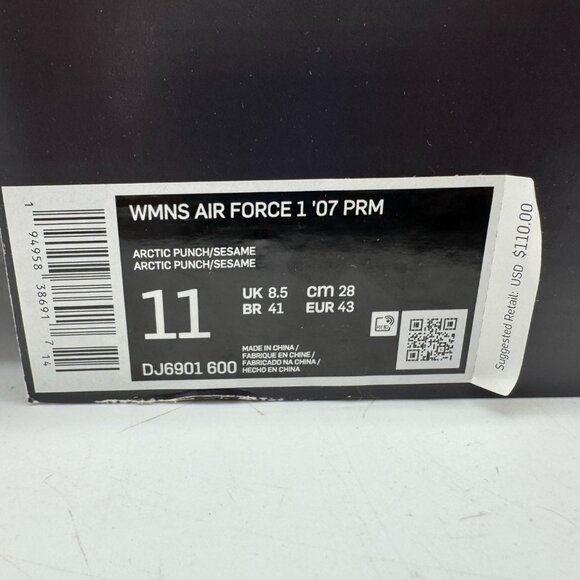 WMNS AIR FORCE 1 '07 PRM
ARCTIC PUNCH/SESAME
ARCTIC PUNCH/SESAME
11
UK 8.5 cm 28
BR 41 EUR 43
MADE IN CHINA/
FABRIQUE EN CHINE/
FABRICADO NA CHINA/
HECHO EN CHINA
DJ6901 600
1 94958 38691 7 14
Suggested Retail: USD $110.00